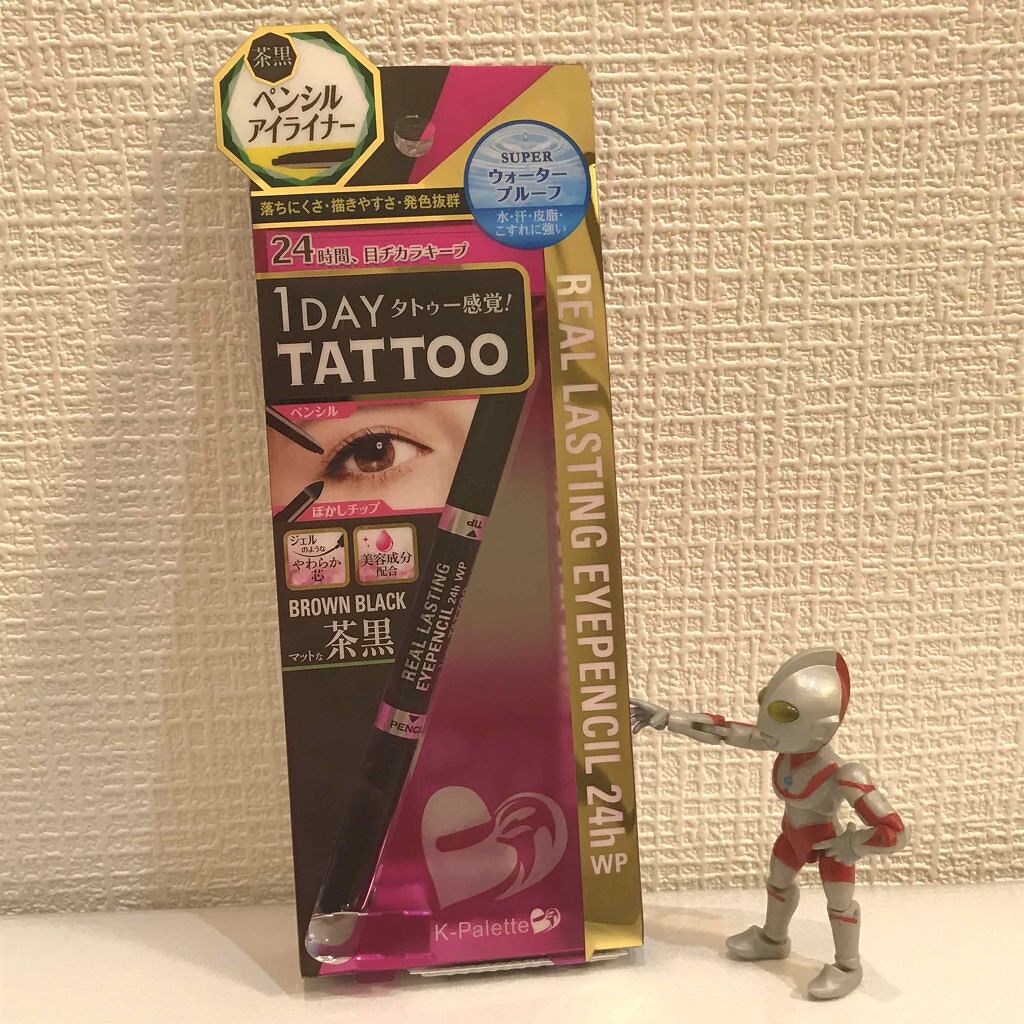 茶黒
ペンシル
アイライナー
SUPER
ウォーター
プルーフ
水・汗・皮脂・
こすれに強い
落ちにくさ・描きやすさ・発色抜群
24時間、目ヂカラキープ
1DAY タトゥー感覚!
TATTOO
ペンシル
ぼかしチップ
ジェル
のような
やわらか
芯
美容成分
配合
BROWN BLACK
マットな茶黒
TIP
REAL LASTING
EYEPENCIL 24h WP
PENCIL
REAL LASTING EYEPENCIL 24h WP
K-Palette